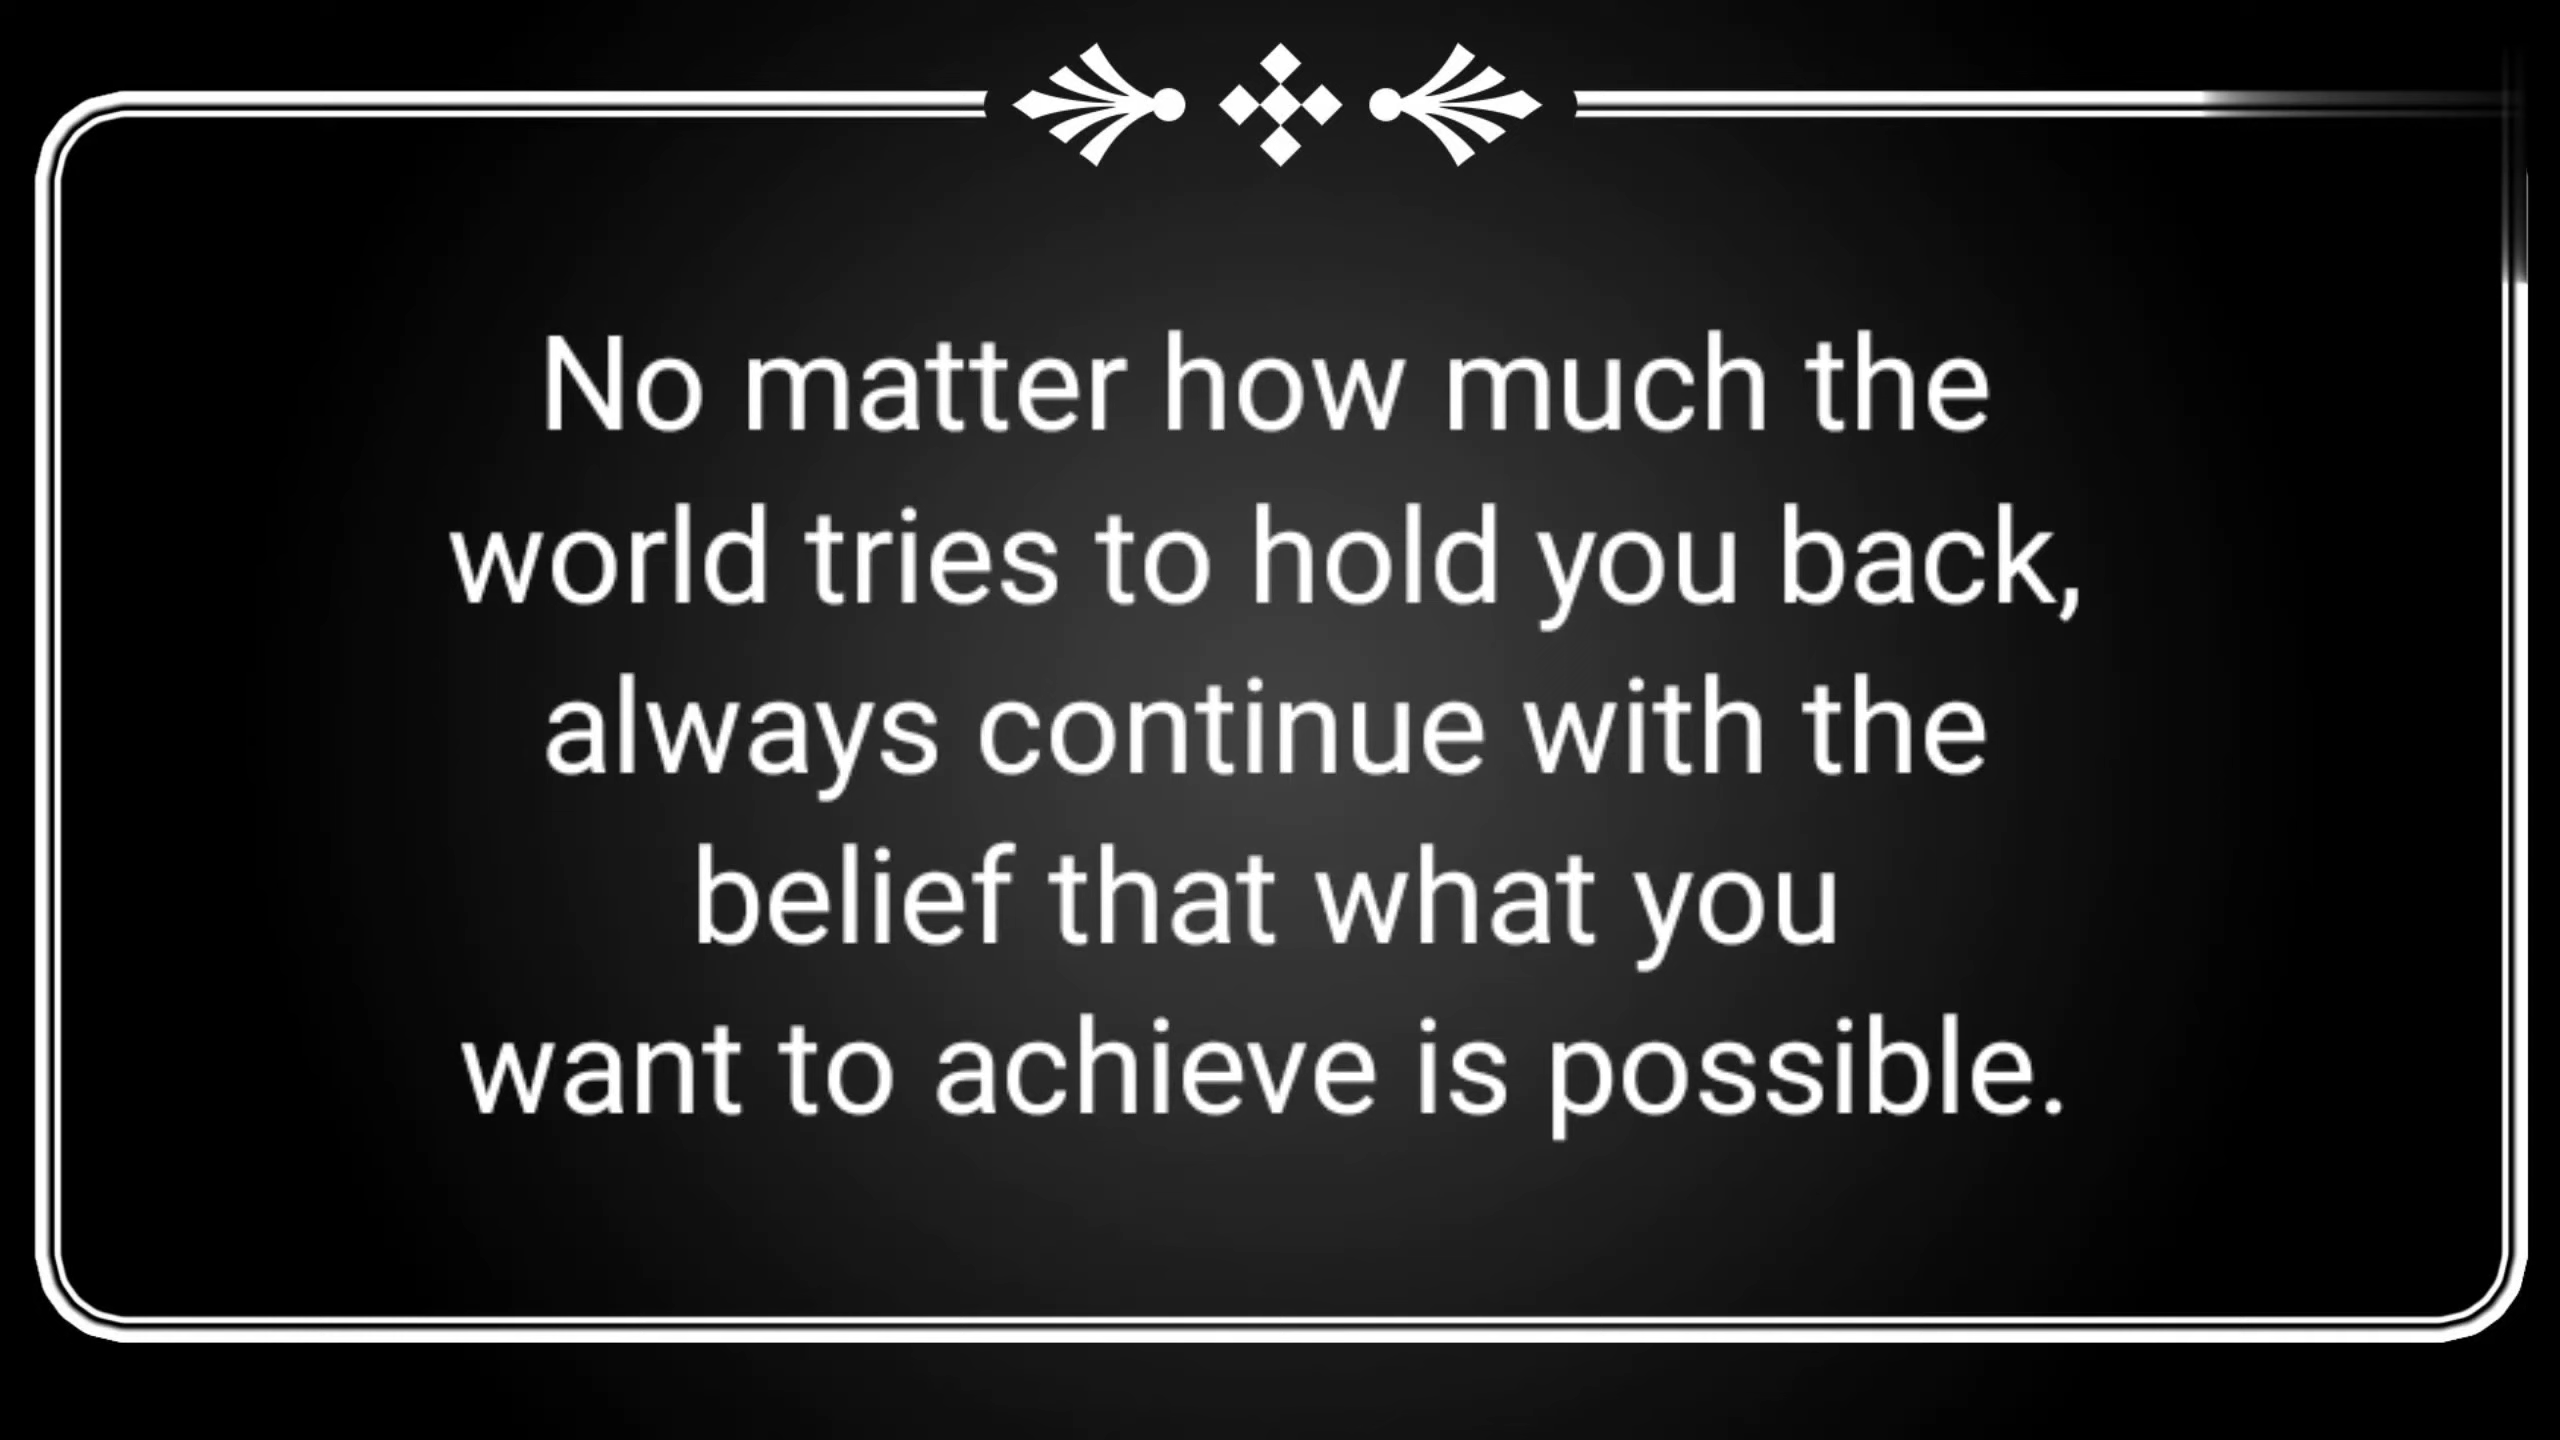 No matter how much the
world tries to hold you back,
always continue with the
belief that what you
want to achieve is possible.